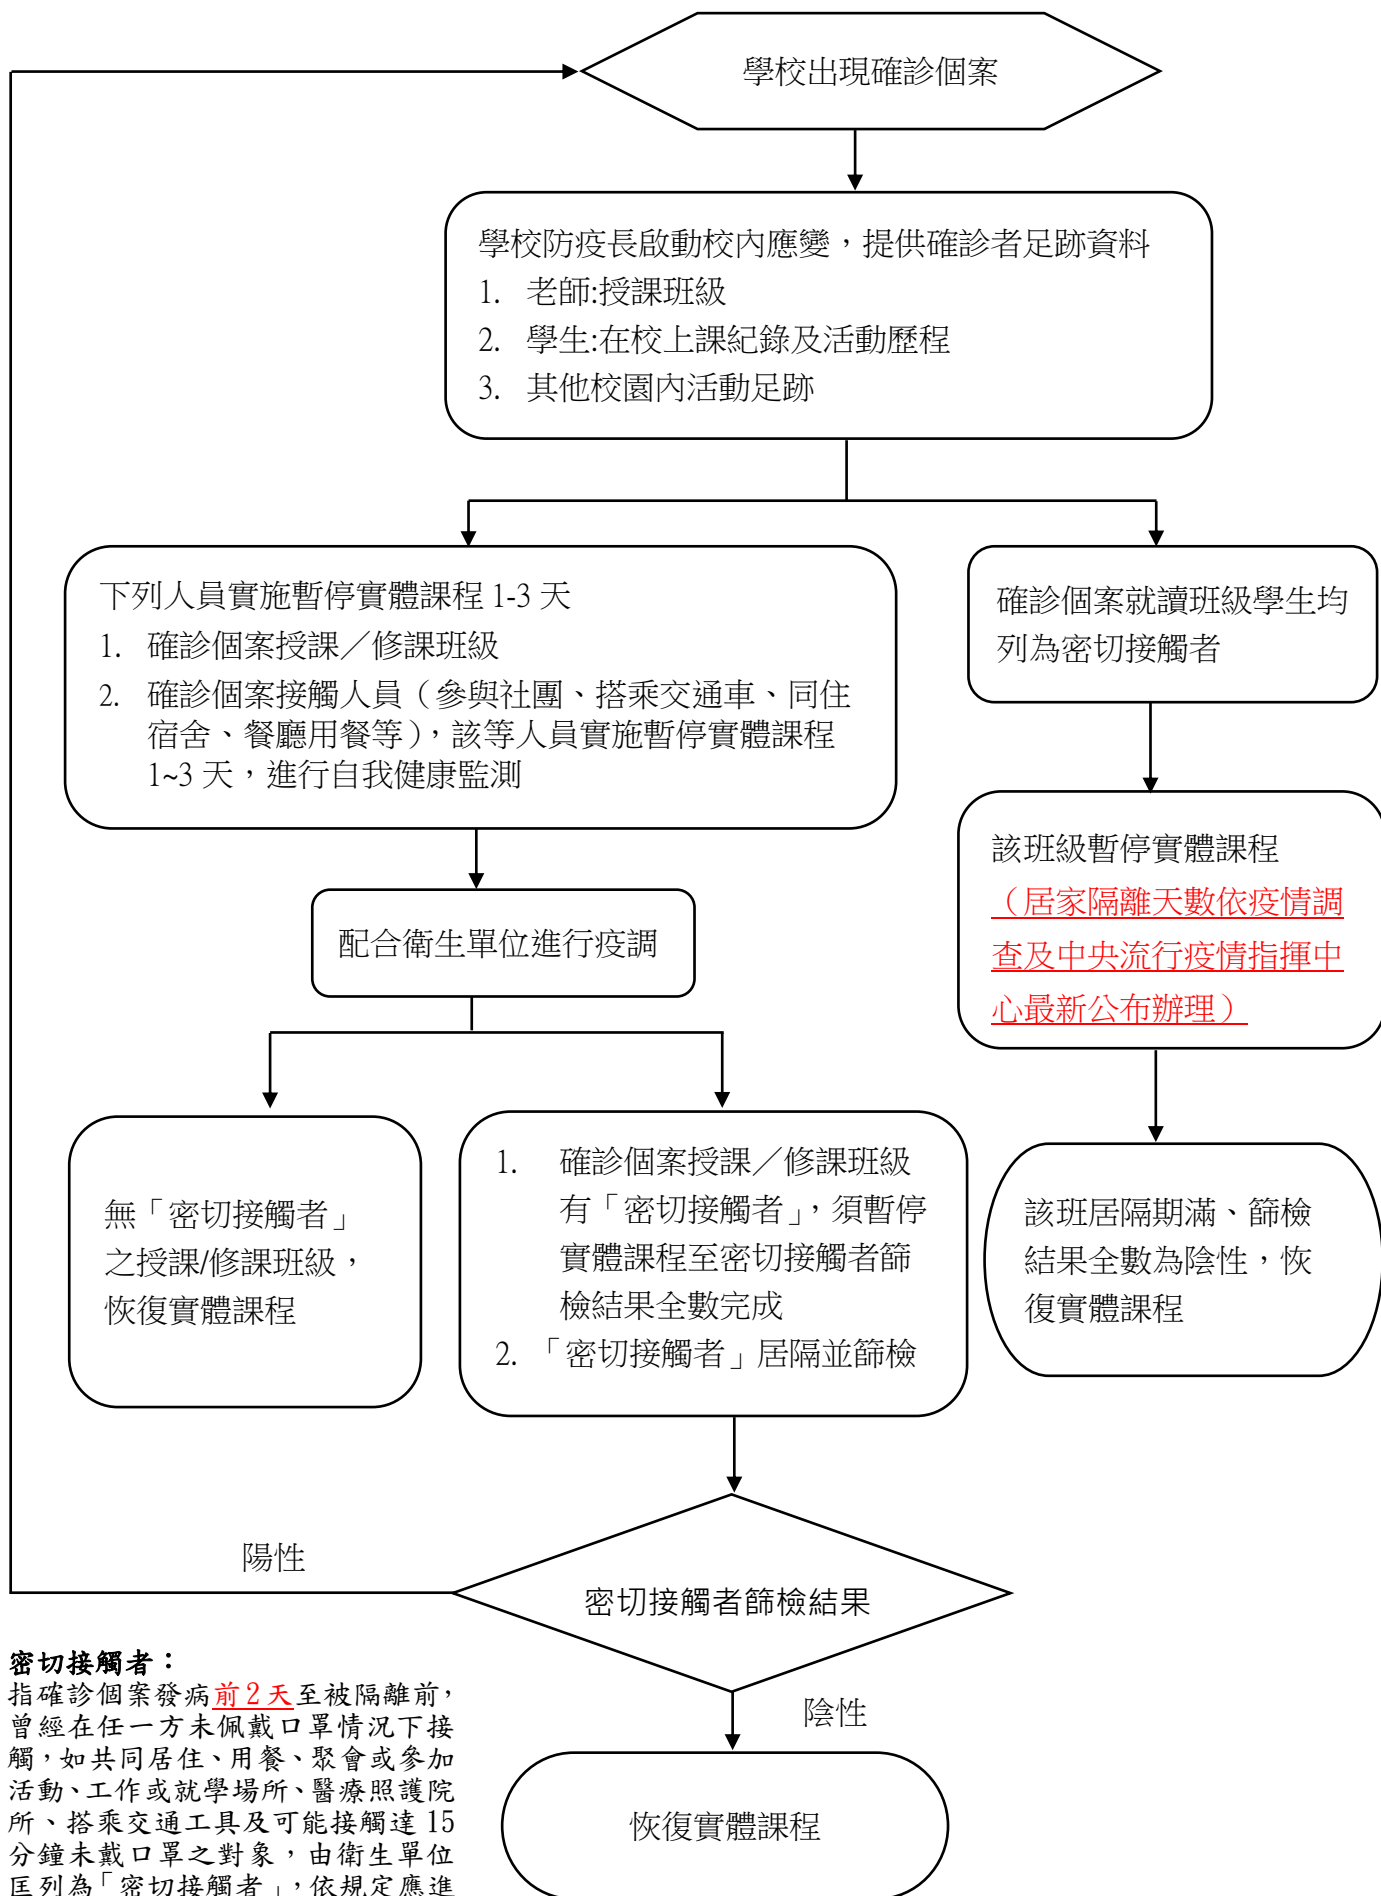 學校出現確診個案
學校防疫長啟動校內應變，提供確診者足跡資料
1. 老師:授課班級
2. 學生:在校上課紀錄及活動歷程
3. 其他校園內活動足跡
下列人員實施暫停實體課程 1-3 天
1. 確診個案授課／修課班級
2. 確診個案接觸人員（參與社團、搭乘交通車、同住
宿舍、餐廳用餐等），該等人員實施暫停實體課程
1~3 天，進行自我健康監測
確診個案就讀班級學生均
列為密切接觸者
該班級暫停實體課程
（居家隔離天數依疫情調
查及中央流行疫情指揮中
心最新公布辦理）
配合衛生單位進行疫調
無「密切接觸者」
之授課/修課班級，
恢復實體課程
1. 確診個案授課／修課班級
有「密切接觸者」，須暫停
實體課程至密切接觸者篩
檢結果全數完成
2. 「密切接觸者」居隔並篩檢
該班居隔期滿、篩檢
結果全數為陰性，恢
復實體課程
陽性
密切接觸者篩檢結果
陰性
恢復實體課程
密切接觸者：
指確診個案發病前2天至被隔離前，
曾經在任一方未佩戴口罩情況下接
觸，如共同居住、用餐、聚會或參加
活動、工作或就學場所、醫療照護院
所、搭乘交通工具及可能接觸達 15
分鐘未戴口罩之對象，由衛生單位
匡列為「密切接觸者」，依規定應進